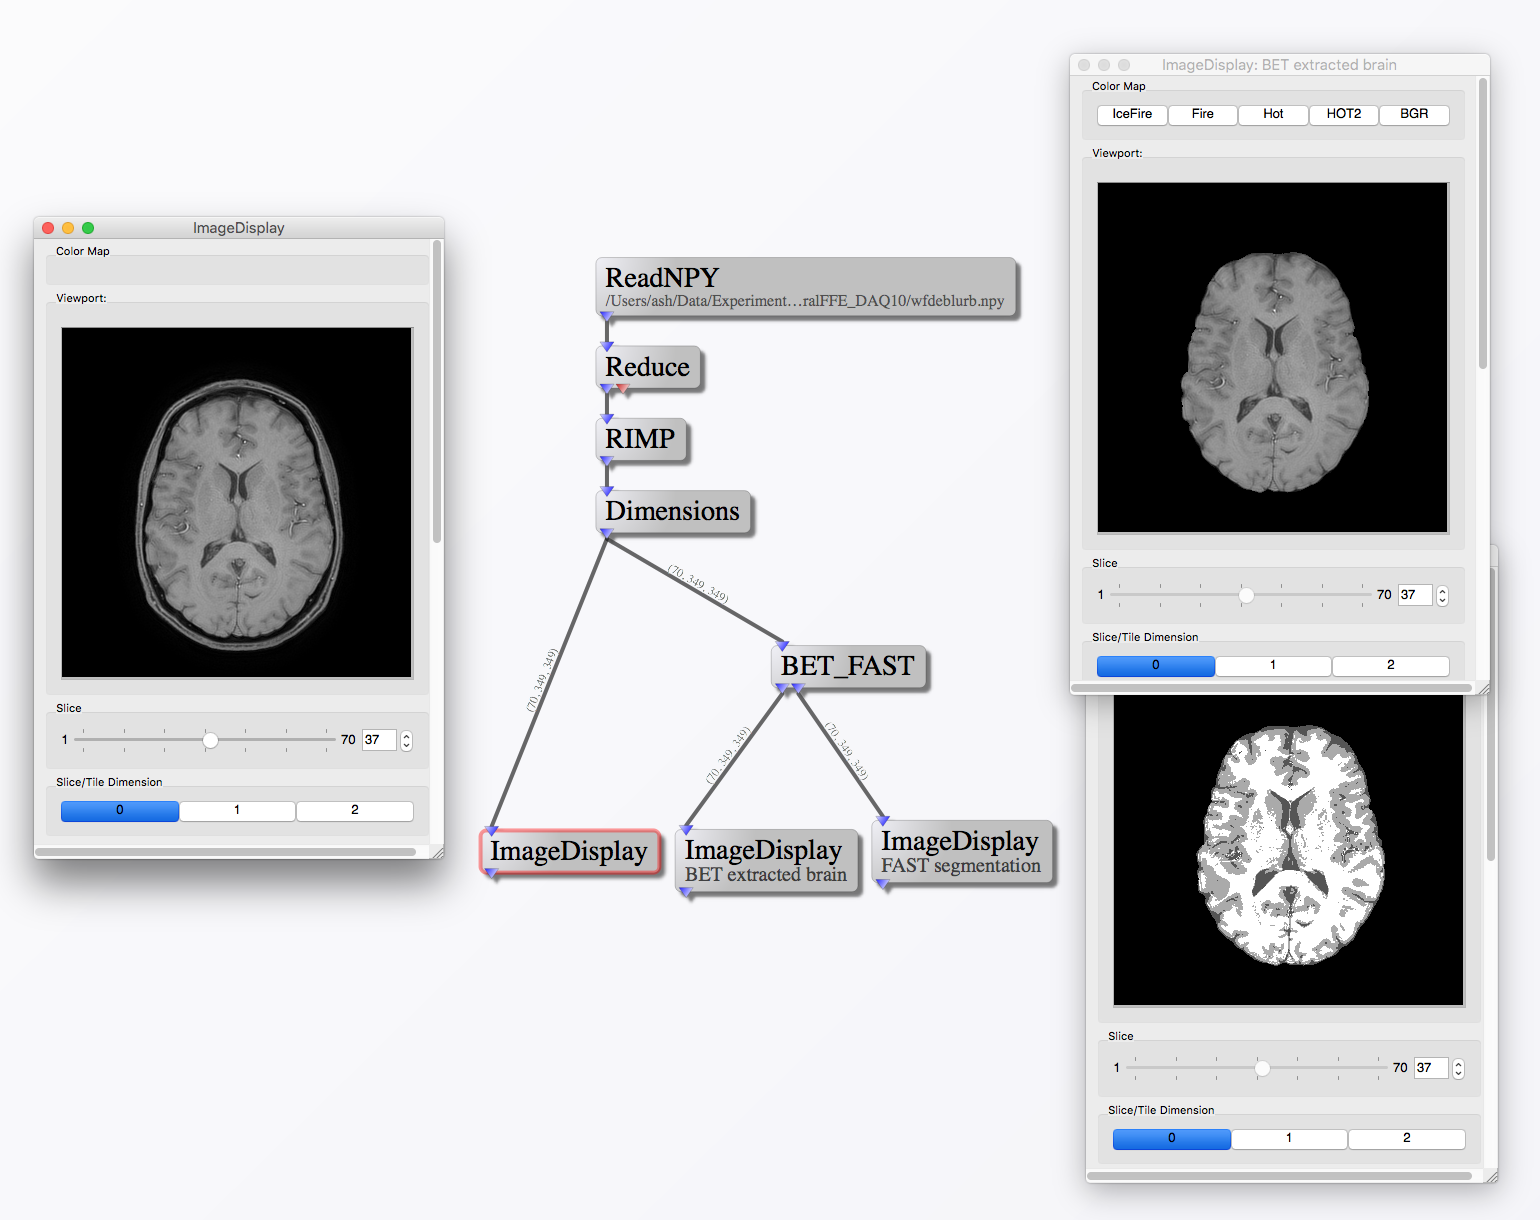 ImageDisplay
Color Map
Viewport:
Slice
1
70
37
Slice/Tile Dimension
0
1
2
ReadNPY
/Users/ash/Data/Experiment…ralFFE_DAQ10/wfdeblurb.npy
Reduce
RIMP
Dimensions
(70, 349, 349)
(70, 349, 349)
BET_FAST
(70, 349, 349)
(70, 349, 349)
ImageDisplay
ImageDisplay
BET extracted brain
ImageDisplay
FAST segmentation
ImageDisplay: BET extracted brain
Color Map
IceFire
Fire
Hot
HOT2
BGR
Viewport:
Slice
1
70
37
Slice/Tile Dimension
0
1
2
Slice
1
70
37
Slice/Tile Dimension
0
1
2